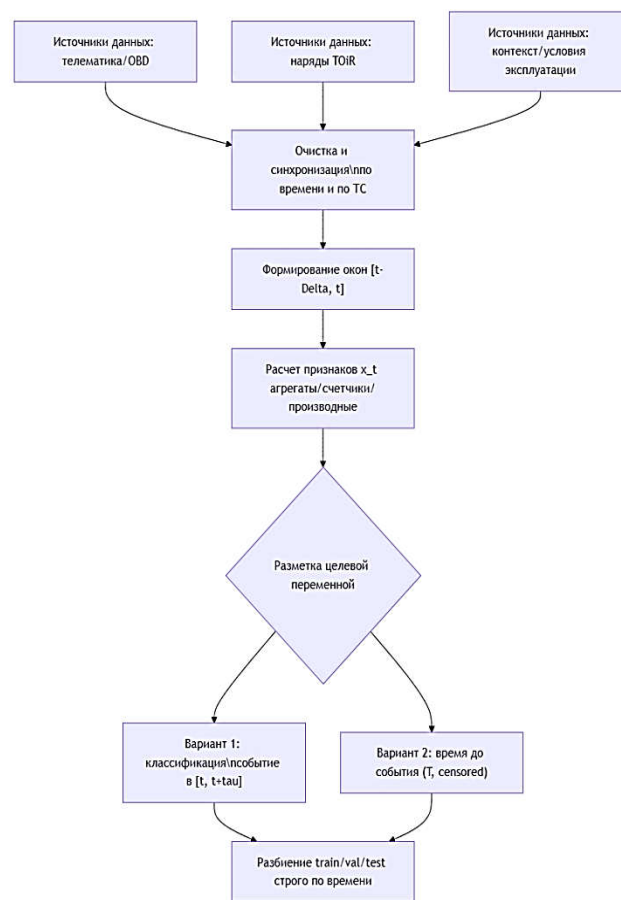 Источники данных:
телематика/OBD
Источники данных:
наряды TOiR
Источники данных:
контекст/условия
эксплуатации
Очистка и
синхронизация\nпо
времени и по ТС
Формирование окон [t-
Delta, t]
Расчет признаков x_t
агрегаты/счетчики/
производные
Разметка целевой
переменной
Вариант 1:
классификация\nсобытие
в [t, t+tau]
Вариант 2: время до
события (T, censored)
Разбиение train/val/test
строго по времени